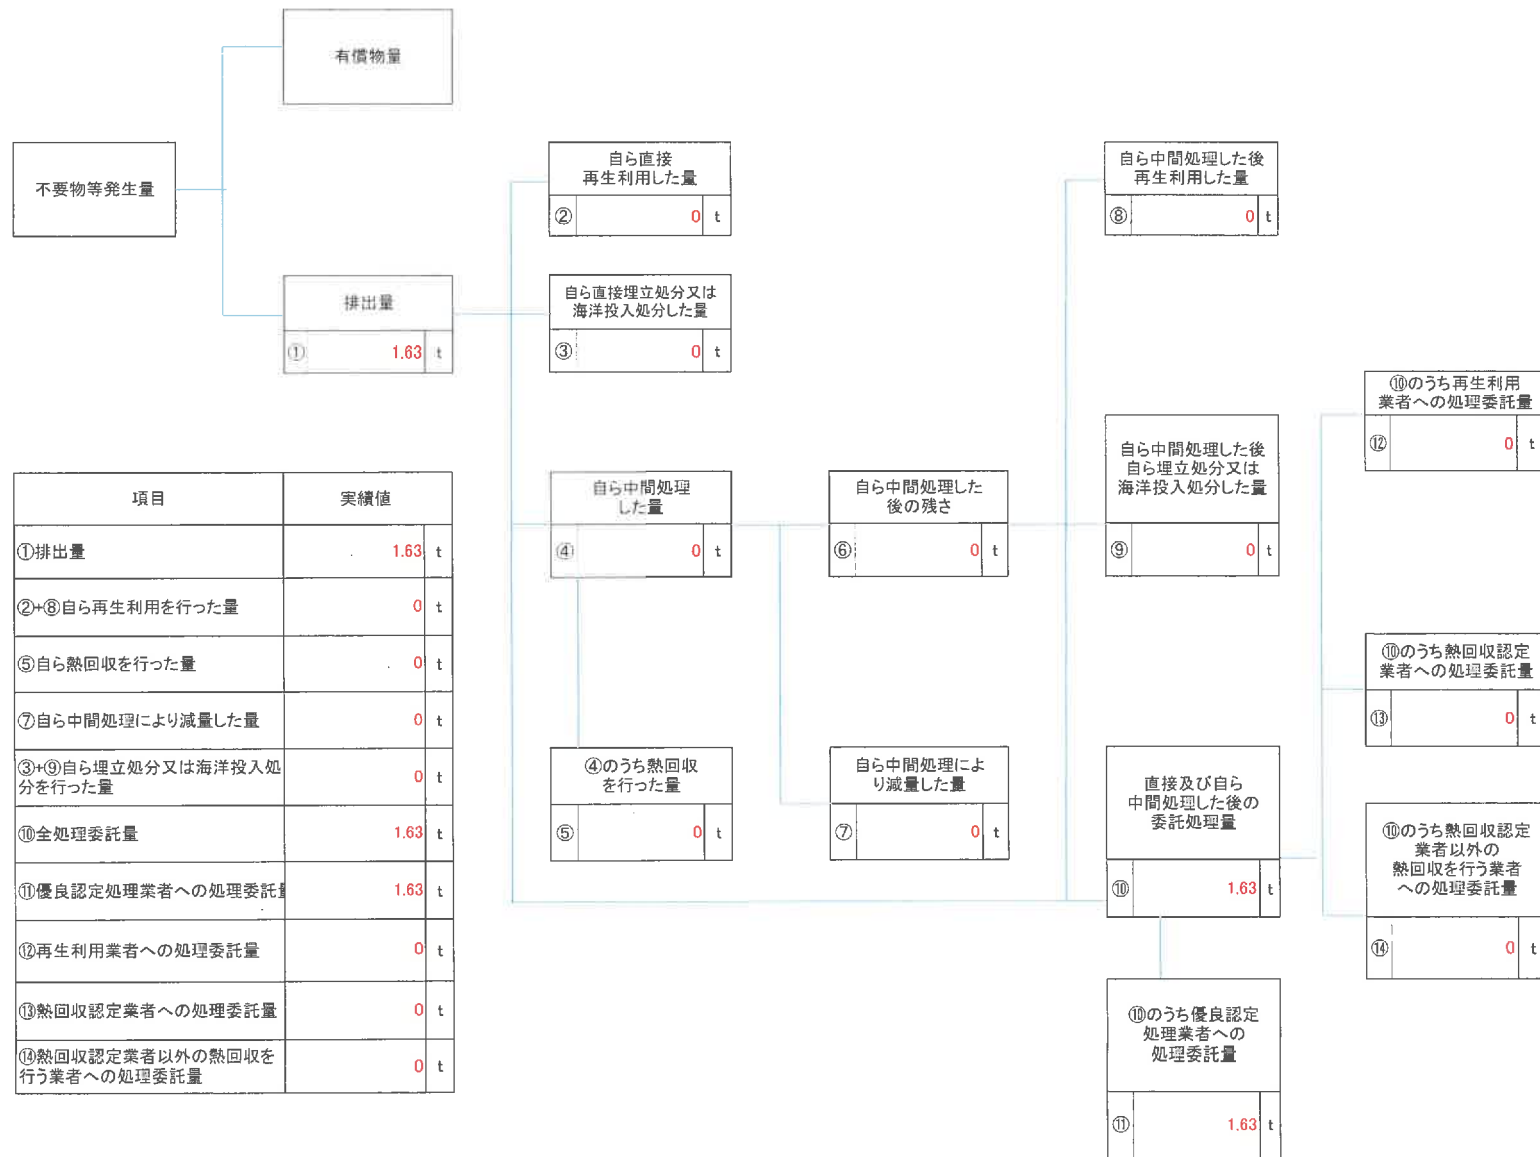 有償物量
不要物等発生量
排出量
① 1.63 t
自ら直接
再生利用した量
② 0 t
自ら直接埋立処分又は
海洋投入処分した量
③ 0 t
自ら中間処理
した量
④ 0 t
④のうち熱回収
を行った量
⑤ 0 t
自ら中間処理した
後の残さ
⑥ 0 t
自ら中間処理によ
り減量した量
⑦ 0 t
自ら中間処理した後
再生利用した量
⑧ 0 t
自ら中間処理した後
自ら埋立処分又は
海洋投入処分した量
⑨ 0 t
直接及び自ら
中間処理した後の
委託処理量
⑩ 1.63 t
⑩のうち優良認定
処理業者への
処理委託量
⑪ 1.63 t
⑩のうち再生利用
業者への処理委託量
⑫ 0 t
⑩のうち熱回収認定
業者への処理委託量
⑬ 0 t
⑩のうち熱回収認定
業者以外の
熱回収を行う業者
への処理委託量
⑭ 0 t
項目 実績値
①排出量 1.63 t
②+⑧自ら再生利用を行った量 0 t
⑤自ら熱回収を行った量 0 t
⑦自ら中間処理により減量した量 0 t
③+⑨自ら埋立処分又は海洋投入処
分を行った量 0 t
⑩全処理委託量 1.63 t
⑪優良認定処理業者への処理委託量 1.63 t
⑫再生利用業者への処理委託量 0 t
⑬熱回収認定業者への処理委託量 0 t
⑭熱回収認定業者以外の熱回収を
行う業者への処理委託量 0 t